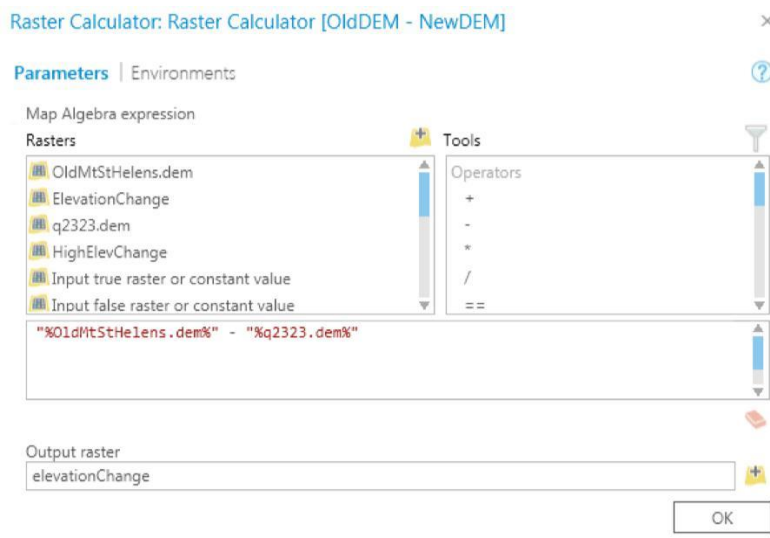 Raster Calculator: Raster Calculator [OldDEM - NewDEM]
Parameters | Environments
Map Algebra expression
Rasters
OldMtStHelens.dem
ElevationChange
q2323.dem
HighElevChange
Input true raster or constant value
Input false raster or constant value
Tools
Operators
+
-
*
/
==
"%OldMtStHelens.dem%" - "%q2323.dem%"
Output raster
elevationChange
OK